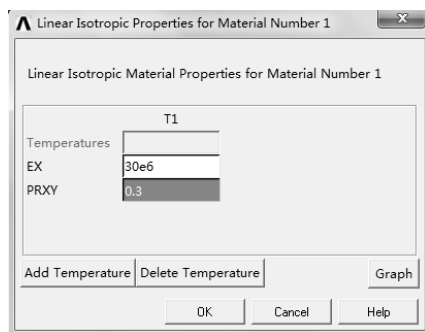 Linear Isotropic Properties for Material Number 1
Linear Isotropic Material Properties for Material Number 1
T1
Temperatures
EX 30e6
PRXY 0.3
Add Temperature Delete Temperature Graph
OK Cancel Help